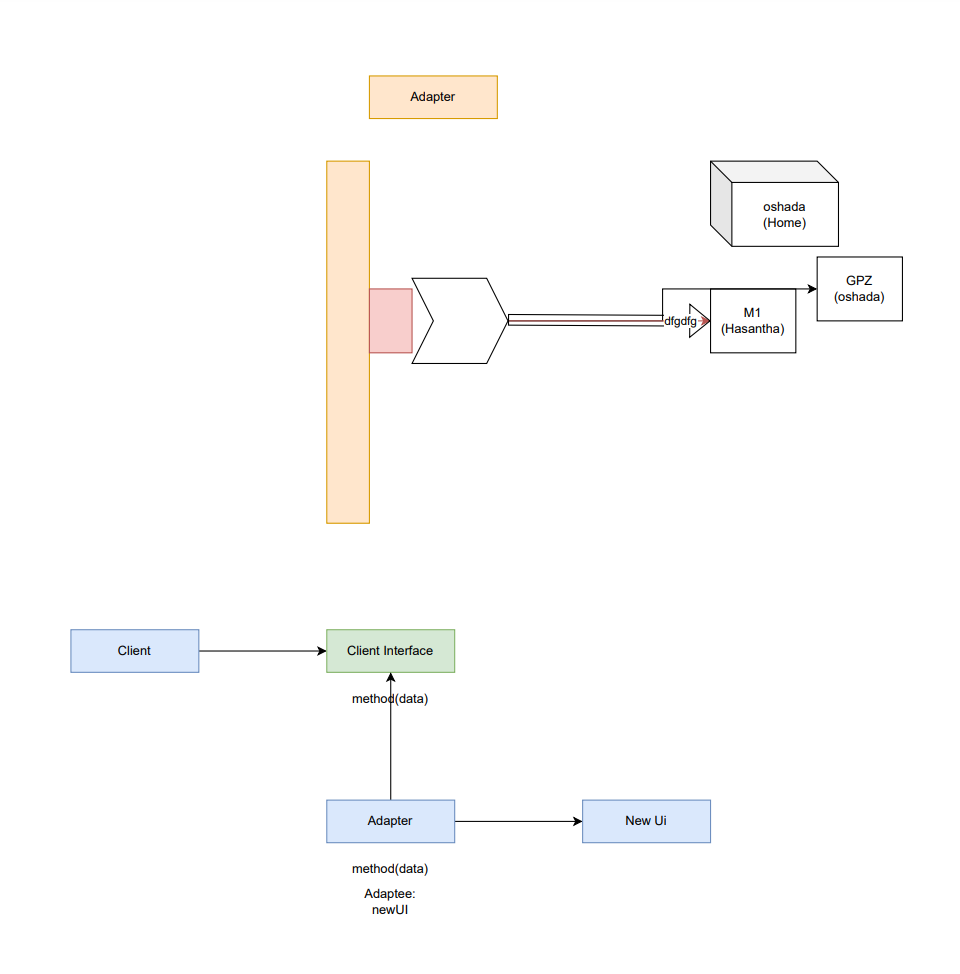 Adapter
oshada
(Home)
GPZ
(oshada)
M1
(Hasantha)
dfgdfg
Client
Client Interface
method(data)
Adapter
New Ui
method(data)
Adaptee:
newUI